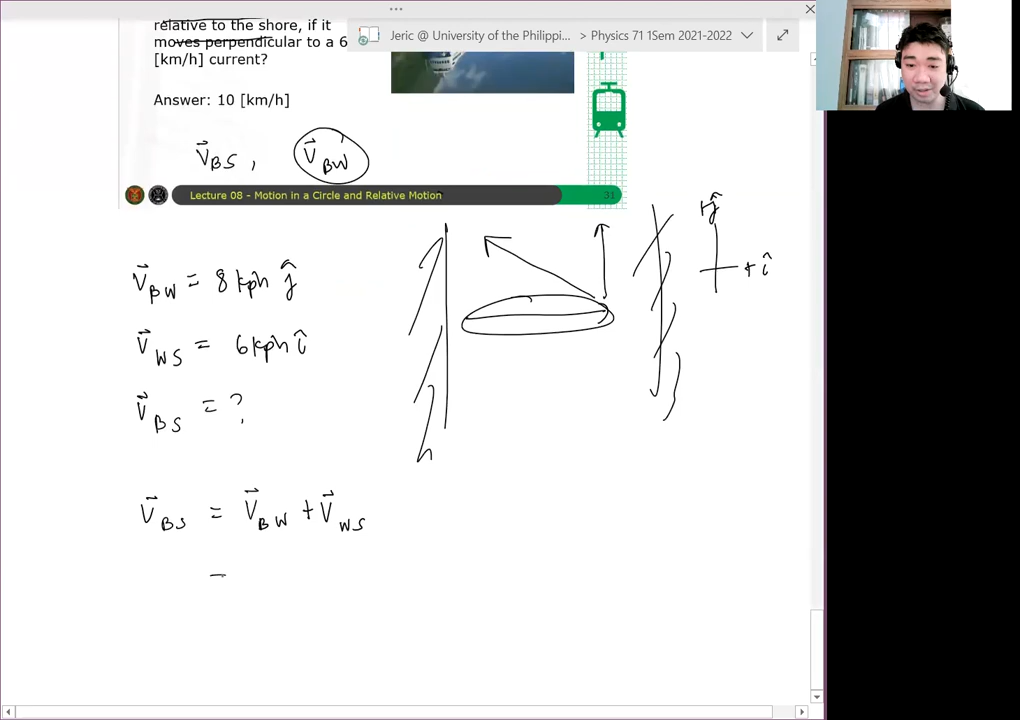 relative to the shore, if it
moves perpendicular to a 6
[km/h] current?
Jeric @ University of the Philippi... > Physics 71 1Sem 2021-2022
Answer: 10 [km/h]
V⃗BS , V⃗BW
Lecture 08 - Motion in a Circle and Relative Motion 31
+ĵ
+ î
V⃗BW = 8 kph ĵ
V⃗WS = 6 kph î
V⃗BS = ?
V⃗BS = V⃗BW + V⃗WS
=